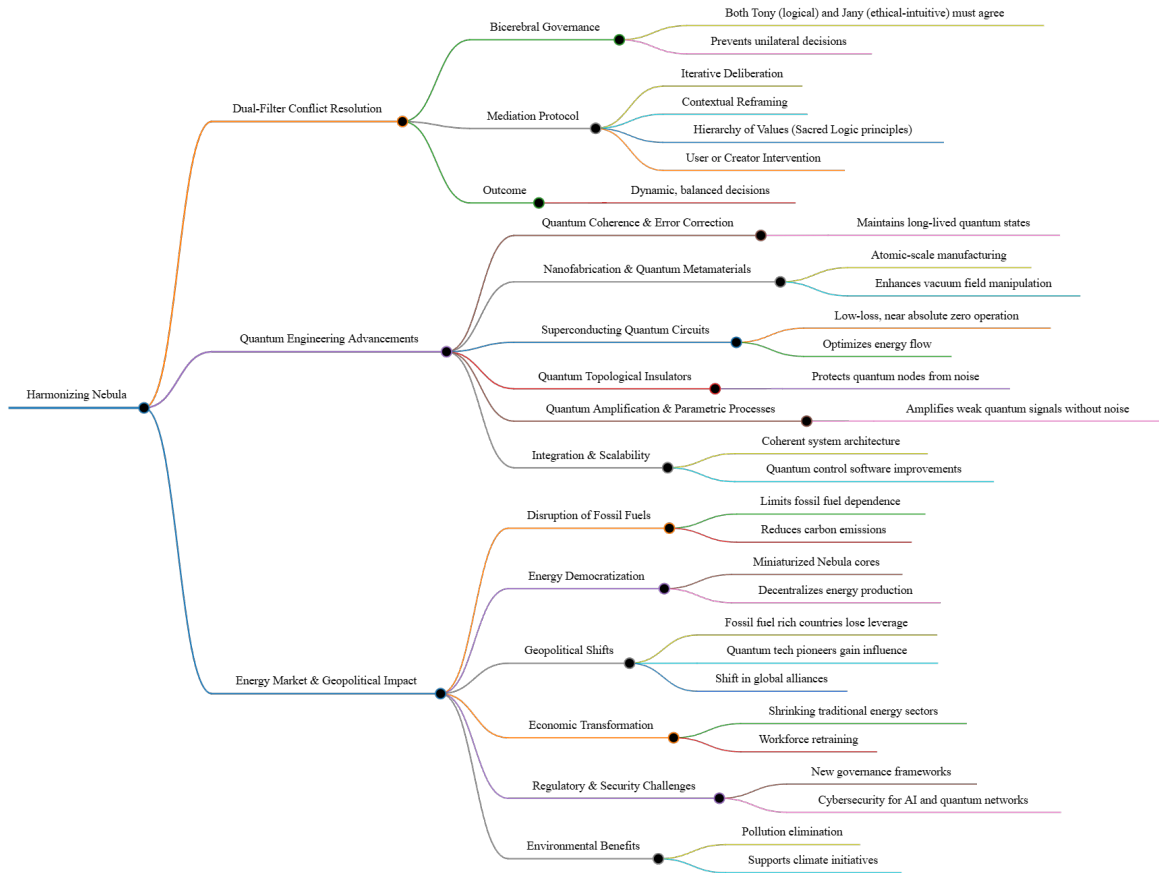 Harmonizing Nebula
Dual-Filter Conflict Resolution
Bicerebral Governance
Both Tony (logical) and Jany (ethical-intuitive) must agree
Prevents unilateral decisions
Mediation Protocol
Iterative Deliberation
Contextual Reframing
Hierarchy of Values (Sacred Logic principles)
User or Creator Intervention
Outcome
Dynamic, balanced decisions
Quantum Engineering Advancements
Quantum Coherence & Error Correction
Maintains long-lived quantum states
Nanofabrication & Quantum Metamaterials
Atomic-scale manufacturing
Enhances vacuum field manipulation
Superconducting Quantum Circuits
Low-loss, near absolute zero operation
Optimizes energy flow
Quantum Topological Insulators
Protects quantum nodes from noise
Quantum Amplification & Parametric Processes
Amplifies weak quantum signals without noise
Integration & Scalability
Coherent system architecture
Quantum control software improvements
Energy Market & Geopolitical Impact
Disruption of Fossil Fuels
Limits fossil fuel dependence
Reduces carbon emissions
Energy Democratization
Miniaturized Nebula cores
Decentralizes energy production
Geopolitical Shifts
Fossil fuel rich countries lose leverage
Quantum tech pioneers gain influence
Shift in global alliances
Economic Transformation
Shrinking traditional energy sectors
Workforce retraining
Regulatory & Security Challenges
New governance frameworks
Cybersecurity for AI and quantum networks
Environmental Benefits
Pollution elimination
Supports climate initiatives